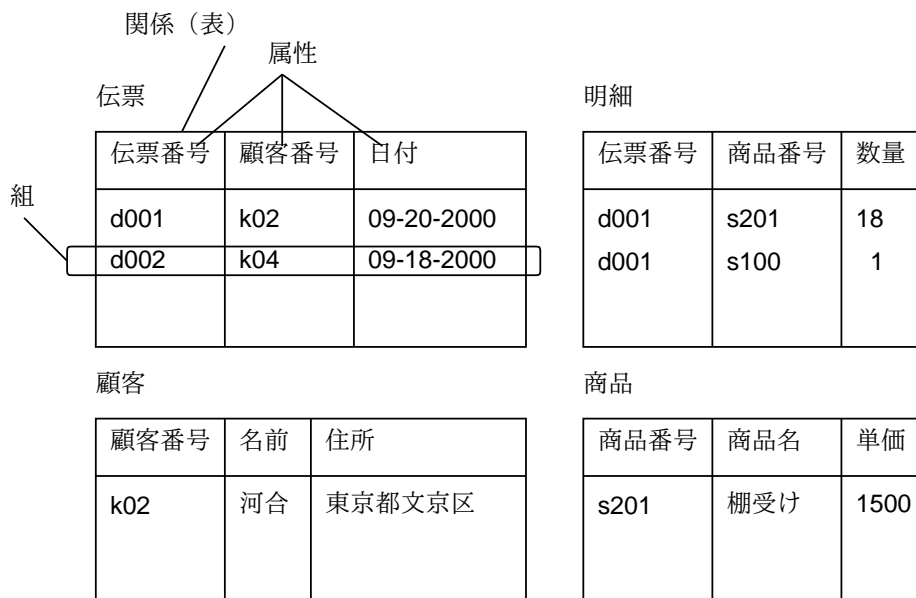 関係（表）
属性
伝票
伝票番号 顧客番号 日付
組
d001 k02 09-20-2000
d002 k04 09-18-2000
明細
伝票番号 商品番号 数量
d001 s201 18
d001 s100 1
顧客
顧客番号 名前 住所
k02 河合 東京都文京区
商品
商品番号 商品名 単価
s201 棚受け 1500